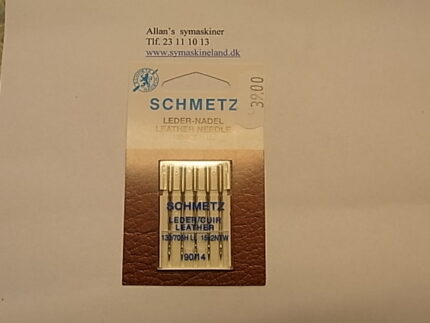 Allan's symaskiner
Tlf. 23 11 10 13
www.symaskineland.dk
39.00
SCHMETZ
LEDER-NADEL
LEATHER NEEDLE
SCHMETZ
LEDER/CUIR
LEATHER
130/705H LL 15x2NTW
90/14